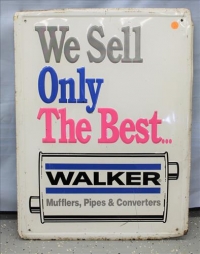 We Sell
Only
The Best...
WALKER
Mufflers, Pipes & Converters